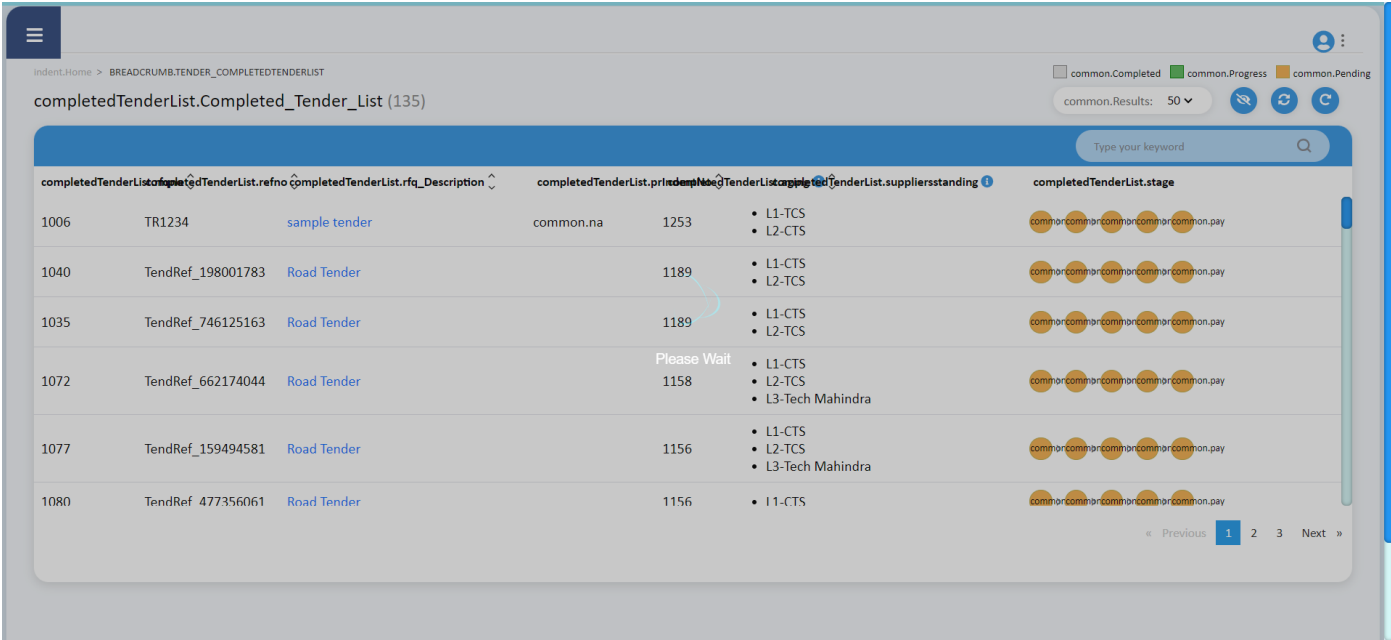 Indent.Home > BREADCRUMB.TENDER_COMPLETEDTENDERLIST
common.Completed common.Progress common.Pending
completedTenderList.Completed_Tender_List (135)
common.Results: 50
Type your keyword
completedTenderList.refno completedTenderList.rfq_Description completedTenderList.suppliersstanding completedTenderList.stage
1006 TR1234 sample tender common.na 1253
L1-TCS
L2-CTS
common.pay
1040 TendRef_198001783 Road Tender 1189
L1-CTS
L2-TCS
common.pay
1035 TendRef_746125163 Road Tender 1189
L1-CTS
L2-TCS
common.pay
Please Wait
1072 TendRef_662174044 Road Tender 1158
L1-CTS
L2-TCS
L3-Tech Mahindra
common.pay
1077 TendRef_159494581 Road Tender 1156
L1-CTS
L2-TCS
L3-Tech Mahindra
common.pay
1080 TendRef_477356061 Road Tender 1156
L1-CTS
common.pay
« Previous 1 2 3 Next »